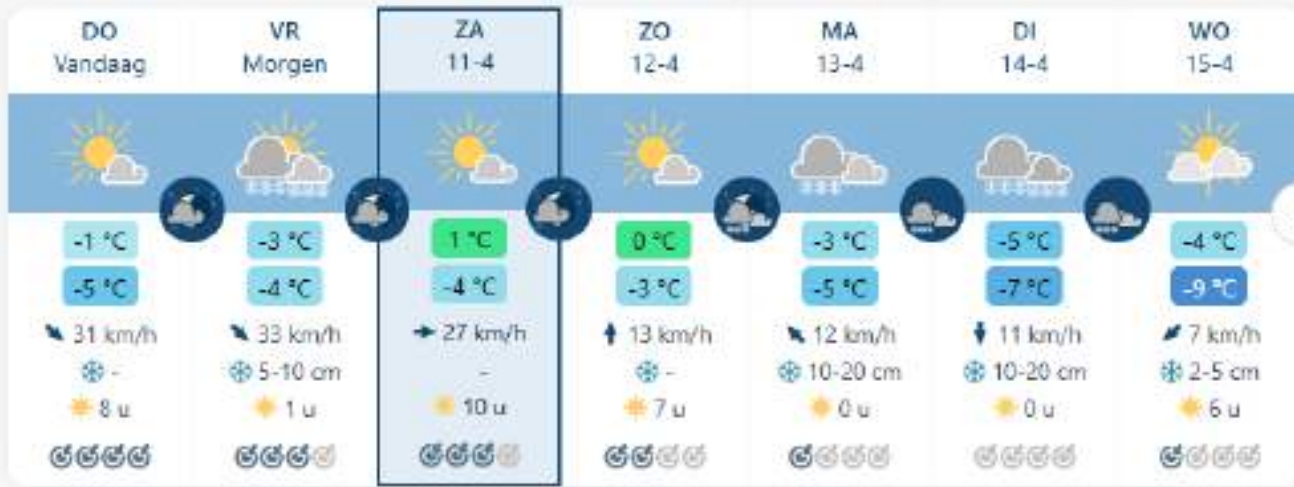 DO VR ZA ZO MA DI WO
Vandaag Morgen 11-4 12-4 13-4 14-4 15-4
-1 °C -3 °C 1 °C 0 °C -3 °C -5 °C -4 °C
-5 °C -4 °C -4 °C -3 °C -5 °C -7 °C -9 °C
31 km/h 33 km/h 27 km/h 13 km/h 12 km/h 11 km/h 7 km/h
- 5-10 cm - - 10-20 cm 10-20 cm 2-5 cm
8 u 1 u 10 u 7 u 0 u 0 u 6 u